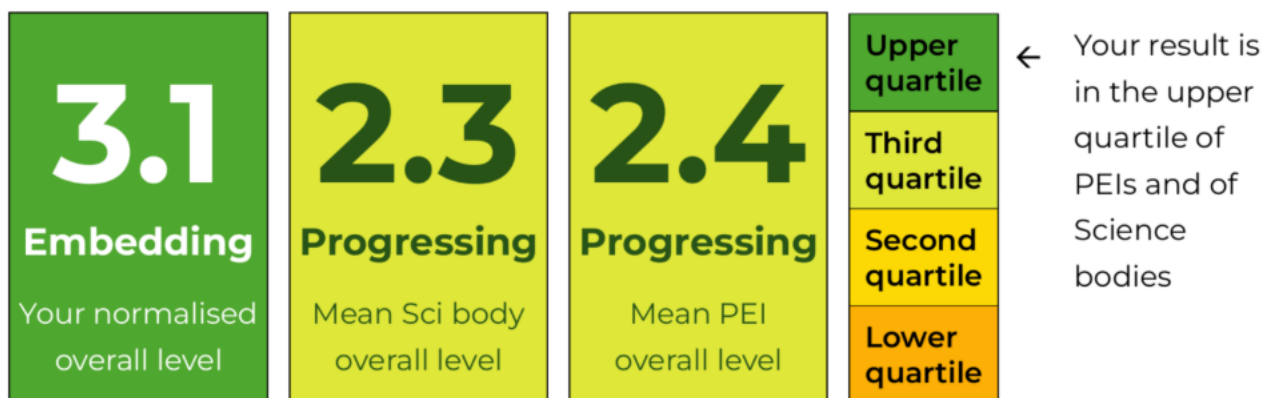 3.1
Embedding
Your normalised
overall level
2.3
Progressing
Mean Sci body
overall level
2.4
Progressing
Mean PEI
overall level
Upper
quartile
Third
quartile
Second
quartile
Lower
quartile
← Your result is
in the upper
quartile of
PEIs and of
Science
bodies